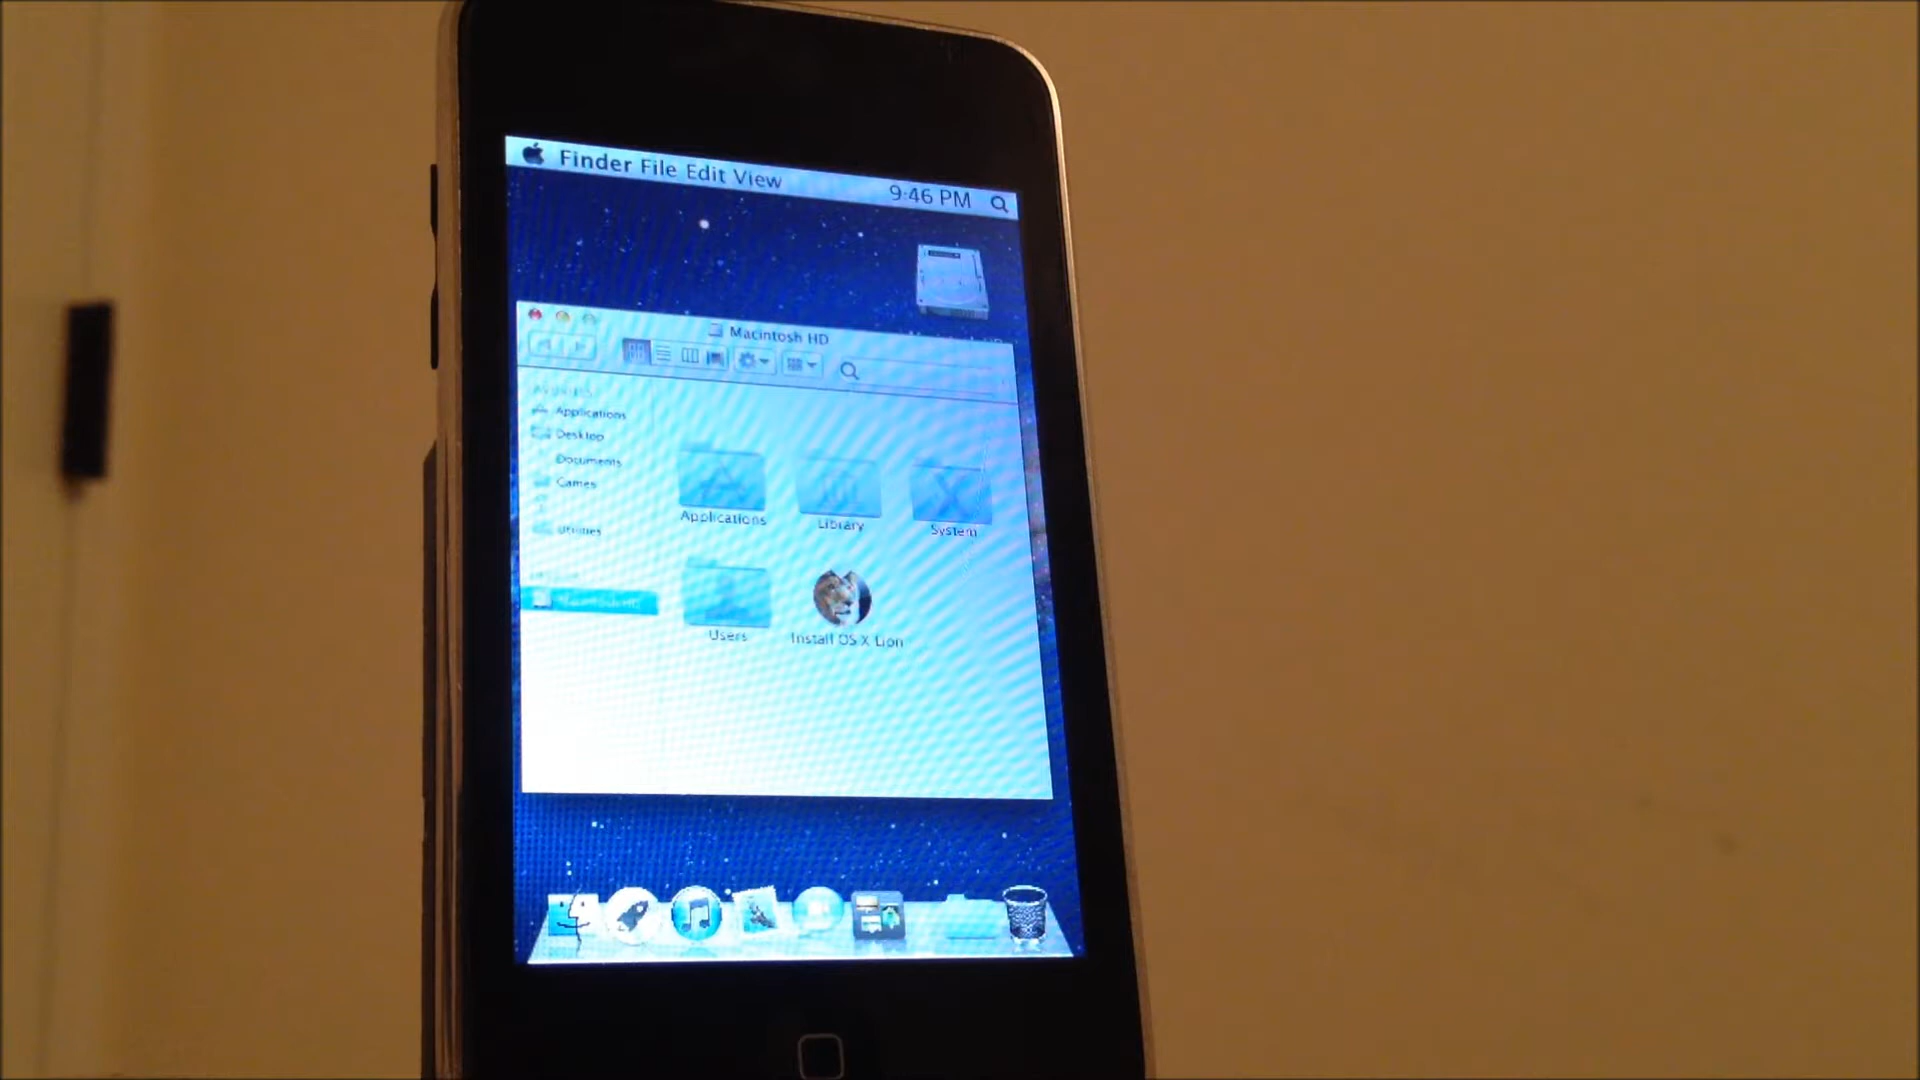 Finder File Edit View
9:46 PM
Macintosh HD
Applications
Desktop
Documents
Games
Utilities
Applications
Library
System
Users
Install OS X Lion